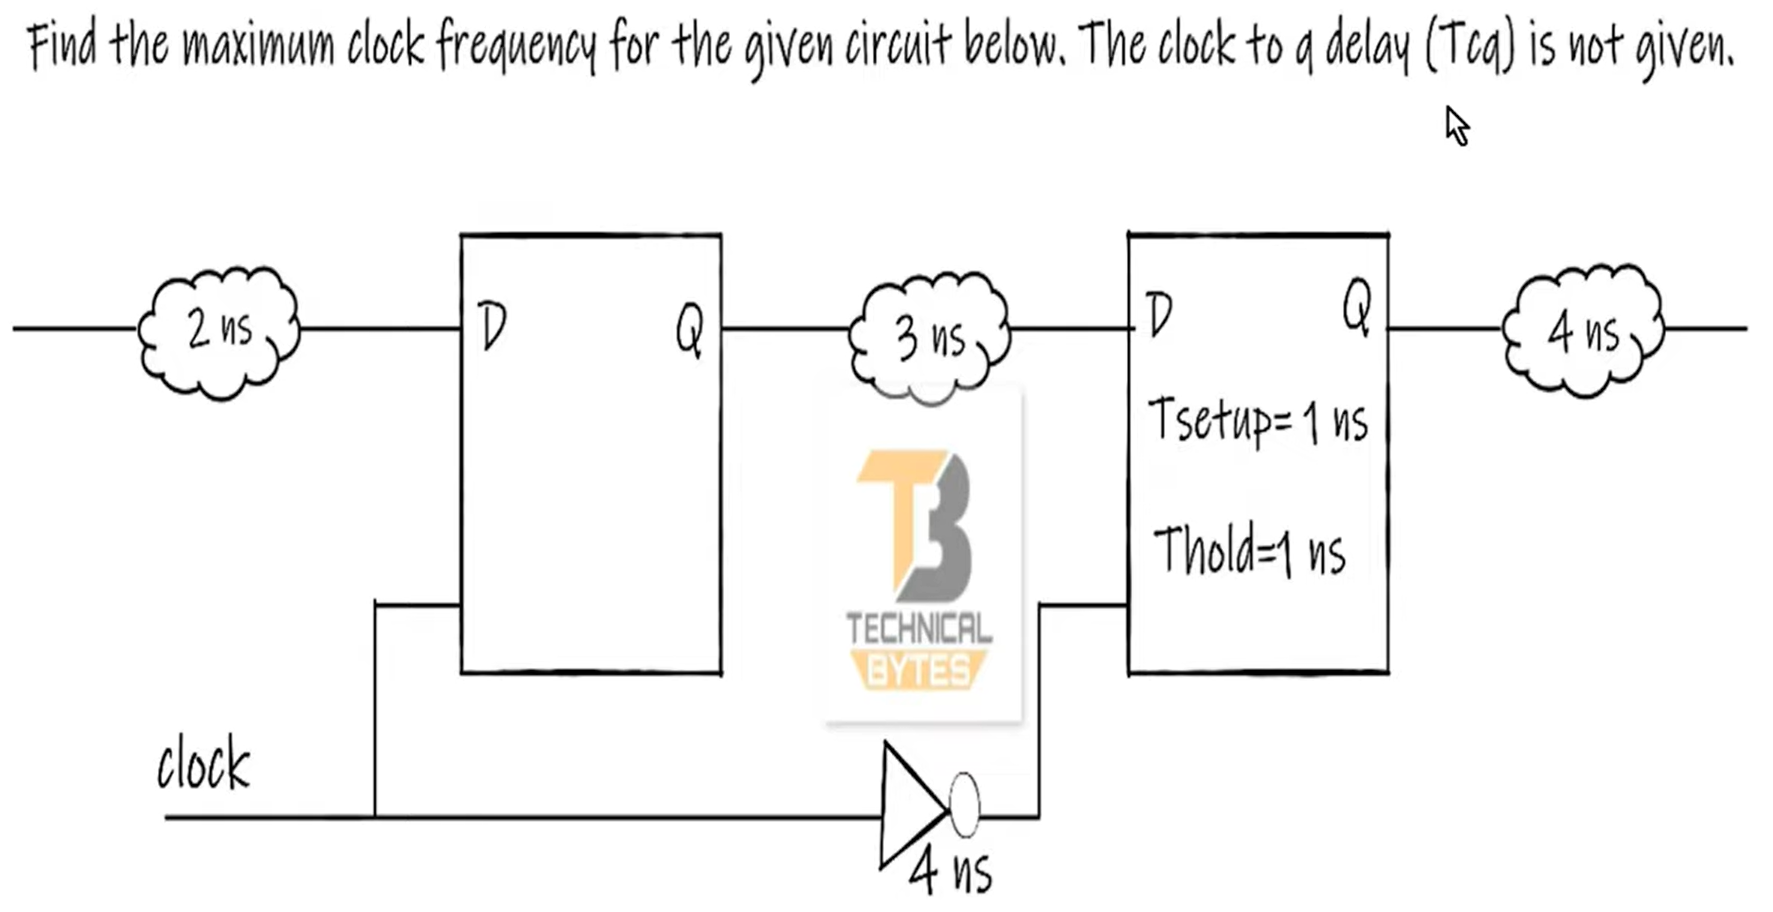 Find the maximum clock frequency for the given circuit below. The clock to q delay (Tcq) is not given.
2 ns
D
Q
3 ns
D
Q
4 ns
Tsetup= 1 ns
Thold=1 ns
TB
TECHNICAL
BYTES
clock
4 ns